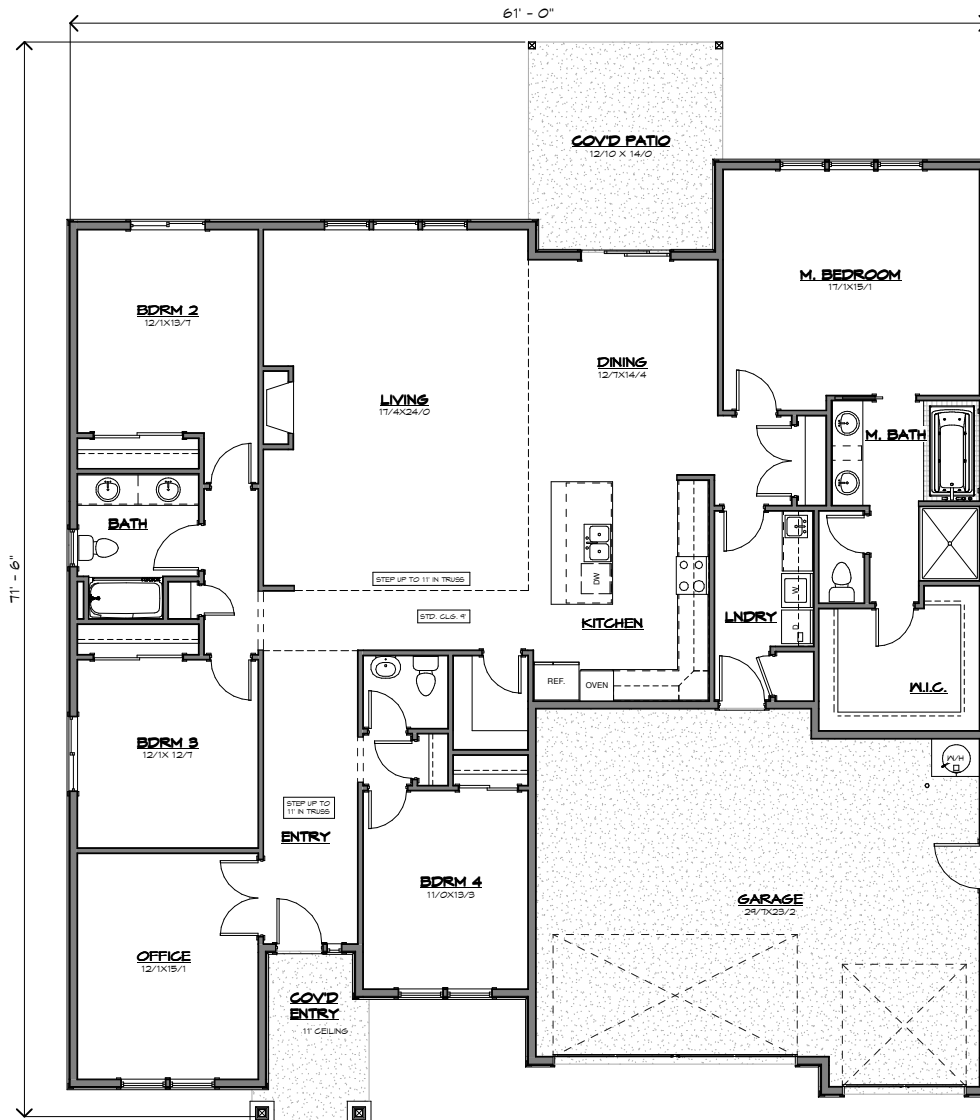 61' - 0"
COV'D PATIO
12/10 X 14/0
M. BEDROOM
17/1X15/1
BDRM 2
12/1X13/7
DINING
12/7X14/4
LIVING
17/4X24/0
M. BATH
BATH
71' - 6"
STEP UP TO 11' IN TRUSS
DW
W.
D.
STD. CLG. 9'
KITCHEN
LNDRY
REF.
OVEN
W.I.C.
BDRM 3
12/1X 12/7
W/H
STEP UP TO
11' IN TRUSS
ENTRY
BDRM 4
11/0X13/3
GARAGE
29/7X23/2
OFFICE
12/1X15/1
COV'D
ENTRY
11' CEILING